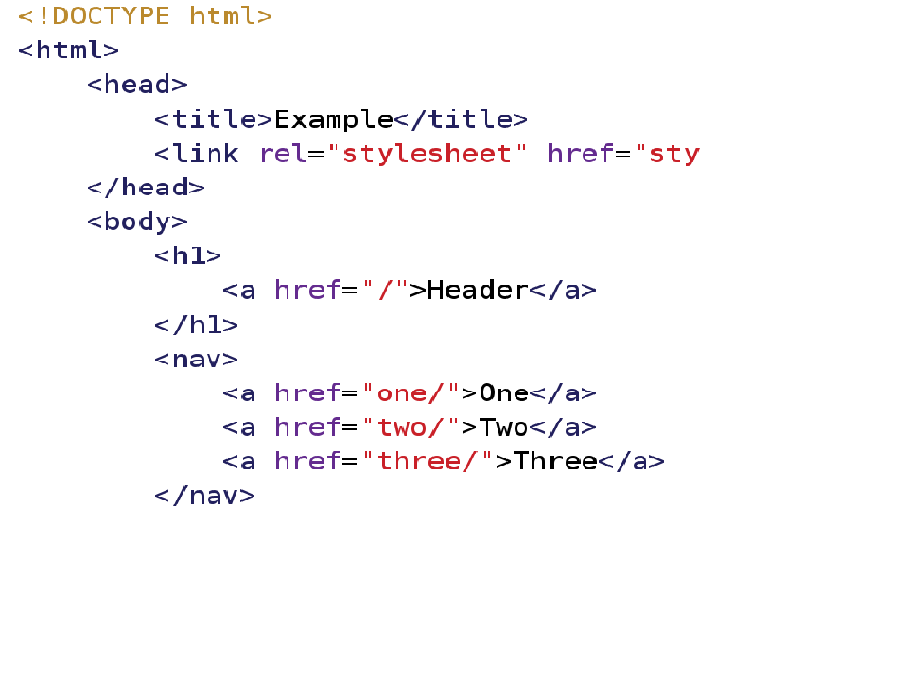 <!DOCTYPE html>
<html>
    <head>
        <title>Example</title>
        <link rel="stylesheet" href="sty
    </head>
    <body>
        <h1>
            <a href="/">Header</a>
        </h1>
        <nav>
            <a href="one/">One</a>
            <a href="two/">Two</a>
            <a href="three/">Three</a>
        </nav>